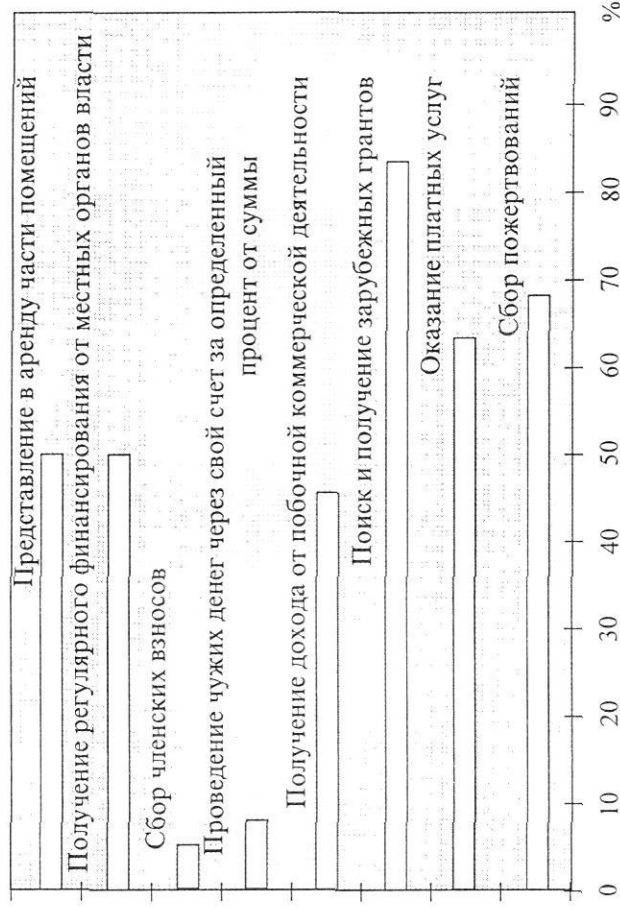 Представление в аренду части помещений
Получение регулярного финансирования от местных органов власти
Сбор членских взносов
Проведение чужих денег через свой счет за определенный
процент от суммы
Получение дохода от побочной коммерческой деятельности
Поиск и получение зарубежных грантов
Оказание платных услуг
Сбор пожертвований
0 10 20 30 40 50 60 70 80 90 %